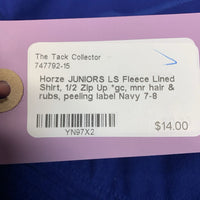 The Tack Collector
747792-15
Horze JUNIORS LS Fleece Lined
Shirt, 1/2 Zip Up *gc, mnr hair &
rubs, peeling label Navy 7-8
YN97X2
$14.00